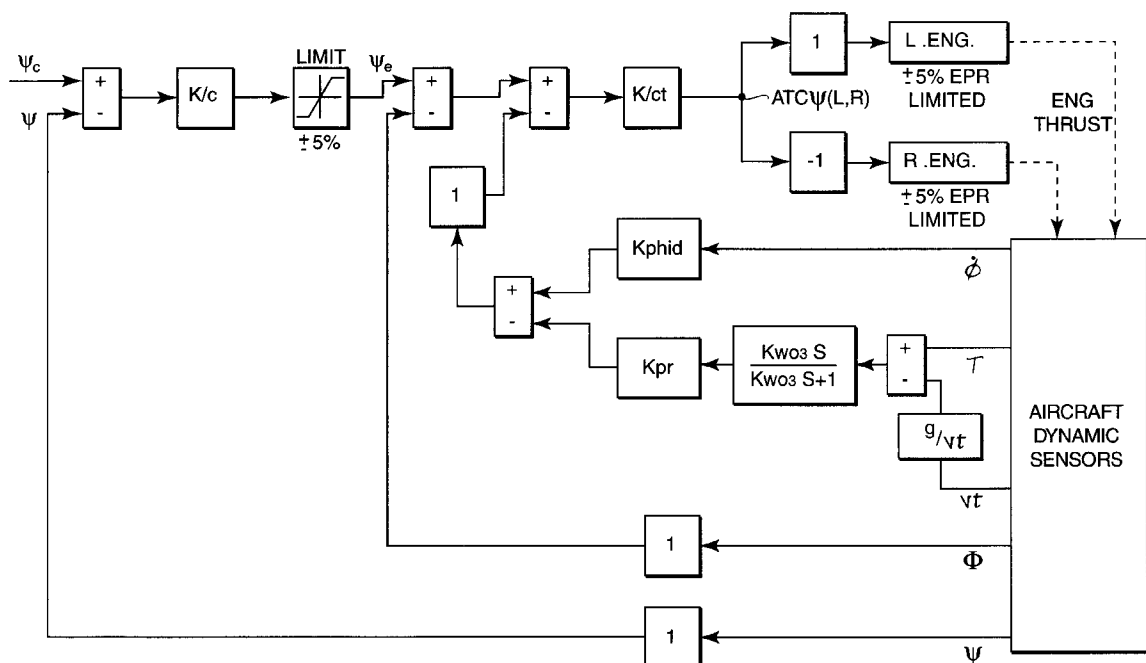 ψc
+
-
ψ
K/c
LIMIT
±5%
ψe
+
-
+
-
K/ct
ATCψ(L,R)
1
L .ENG.
±5% EPR
LIMITED
-1
R .ENG.
±5% EPR
LIMITED
ENG
THRUST
1
Kphid
ϕ̇
+
-
Kpr
Kwo3 S
Kwo3 S+1
+
-
T
g/vt
vt
AIRCRAFT
DYNAMIC
SENSORS
1
Φ
1
ψ